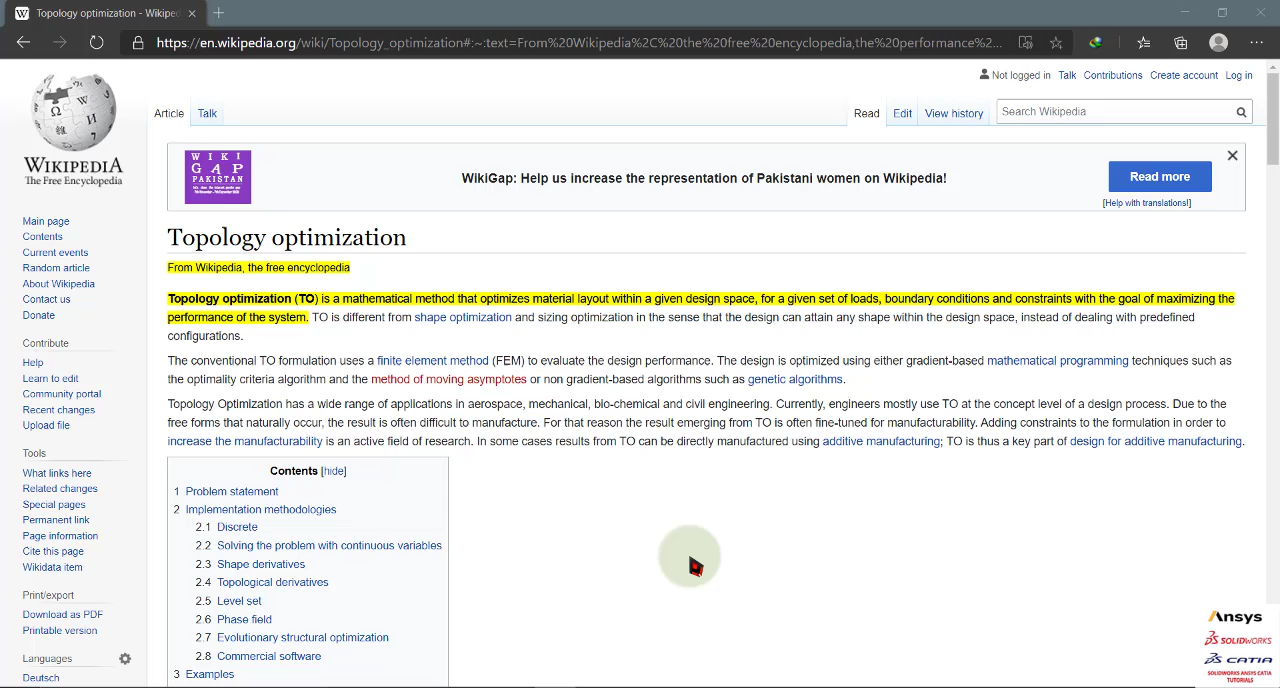 Topology optimization - Wikiped
https://en.wikipedia.org/wiki/Topology_optimization#:~:text=From%20Wikipedia%2C%20the%20free%20encyclopedia,the%20performance%20...
Not logged in Talk Contributions Create account Log in
Article Talk Read Edit View history Search Wikipedia
WIKIPEDIA
The Free Encyclopedia
WIKI
GAP
PAKISTAN
WikiGap: Help us increase the representation of Pakistani women on Wikipedia!
Read more
[Help with translations!]
Main page
Contents
Current events
Random article
About Wikipedia
Contact us
Donate
Contribute
Help
Learn to edit
Community portal
Recent changes
Upload file
Tools
What links here
Related changes
Special pages
Permanent link
Page information
Cite this page
Wikidata item
Print/export
Download as PDF
Printable version
Languages
Deutsch
Topology optimization
From Wikipedia, the free encyclopedia
Topology optimization (TO) is a mathematical method that optimizes material layout within a given design space, for a given set of loads, boundary conditions and constraints with the goal of maximizing the
performance of the system. TO is different from shape optimization and sizing optimization in the sense that the design can attain any shape within the design space, instead of dealing with predefined
configurations.
The conventional TO formulation uses a finite element method (FEM) to evaluate the design performance. The design is optimized using either gradient-based mathematical programming techniques such as
the optimality criteria algorithm and the method of moving asymptotes or non gradient-based algorithms such as genetic algorithms.
Topology Optimization has a wide range of applications in aerospace, mechanical, bio-chemical and civil engineering. Currently, engineers mostly use TO at the concept level of a design process. Due to the
free forms that naturally occur, the result is often difficult to manufacture. For that reason the result emerging from TO is often fine-tuned for manufacturability. Adding constraints to the formulation in order to
increase the manufacturability is an active field of research. In some cases results from TO can be directly manufactured using additive manufacturing; TO is thus a key part of design for additive manufacturing.
Contents [hide]
1 Problem statement
2 Implementation methodologies
2.1 Discrete
2.2 Solving the problem with continuous variables
2.3 Shape derivatives
2.4 Topological derivatives
2.5 Level set
2.6 Phase field
2.7 Evolutionary structural optimization
2.8 Commercial software
3 Examples
Ansys
SOLIDWORKS
CATIA
SOLIDWORKS ANSYS CATIA
TUTORIALS